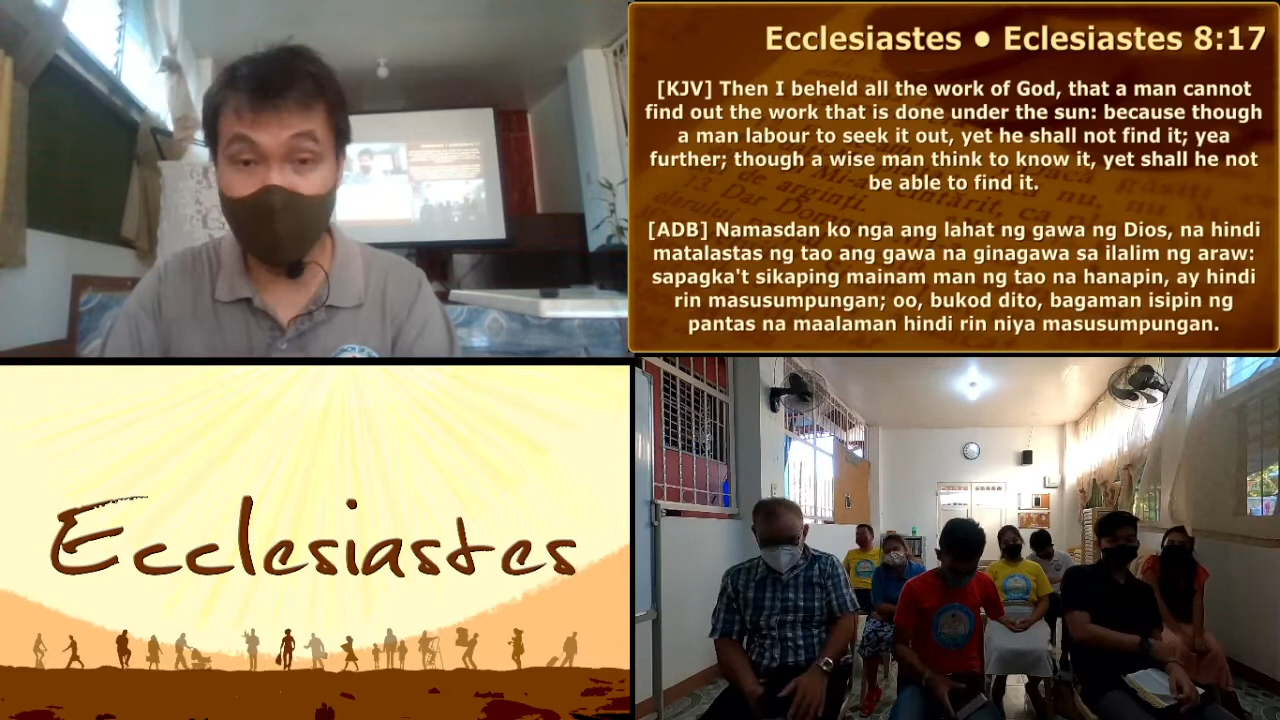 Ecclesiastes • Eclesiastes 8:17
[KJV] Then I beheld all the work of God, that a man cannot
find out the work that is done under the sun: because though
a man labour to seek it out, yet he shall not find it; yea
further; though a wise man think to know it, yet shall he not
be able to find it.
[ADB] Namasdan ko nga ang lahat ng gawa ng Dios, na hindi
matalastas ng tao ang gawa na ginagawa sa ilalim ng araw:
sapagka't sikaping mainam man ng tao na hanapin, ay hindi
rin masusumpungan; oo, bukod dito, bagaman isipin ng
pantas na maalaman hindi rin niya masusumpungan.
Ecclesiastes